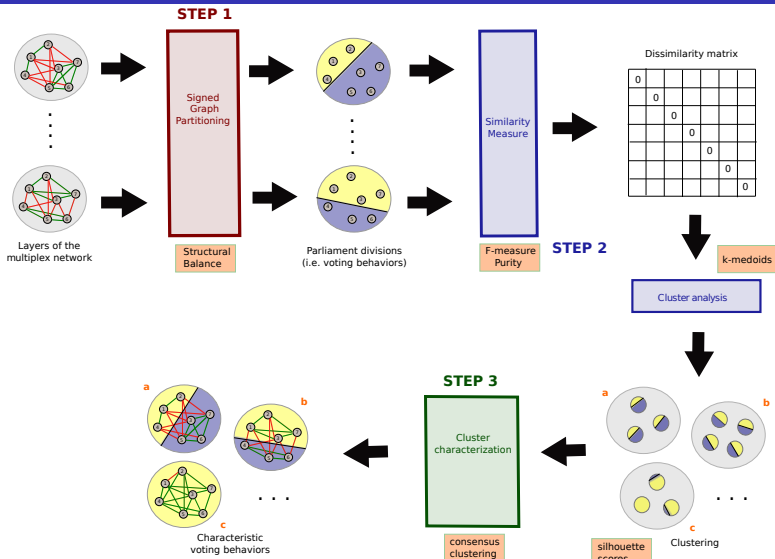 STEP 1
Signed
Graph
Partitioning
Layers of the
multiplex network
Structural
Balance
Parliament divisions
(i.e. voting behaviors)
Similarity
Measure
F-measure
Purity
STEP 2
Dissimilarity matrix
0
0
0
0
0
0
0
k-medoids
Cluster analysis
a
b
c
Clustering
silhouette
scores
. . .
STEP 3
Cluster
characterization
consensus
clustering
a
b
c
. . .
Characteristic
voting behaviors